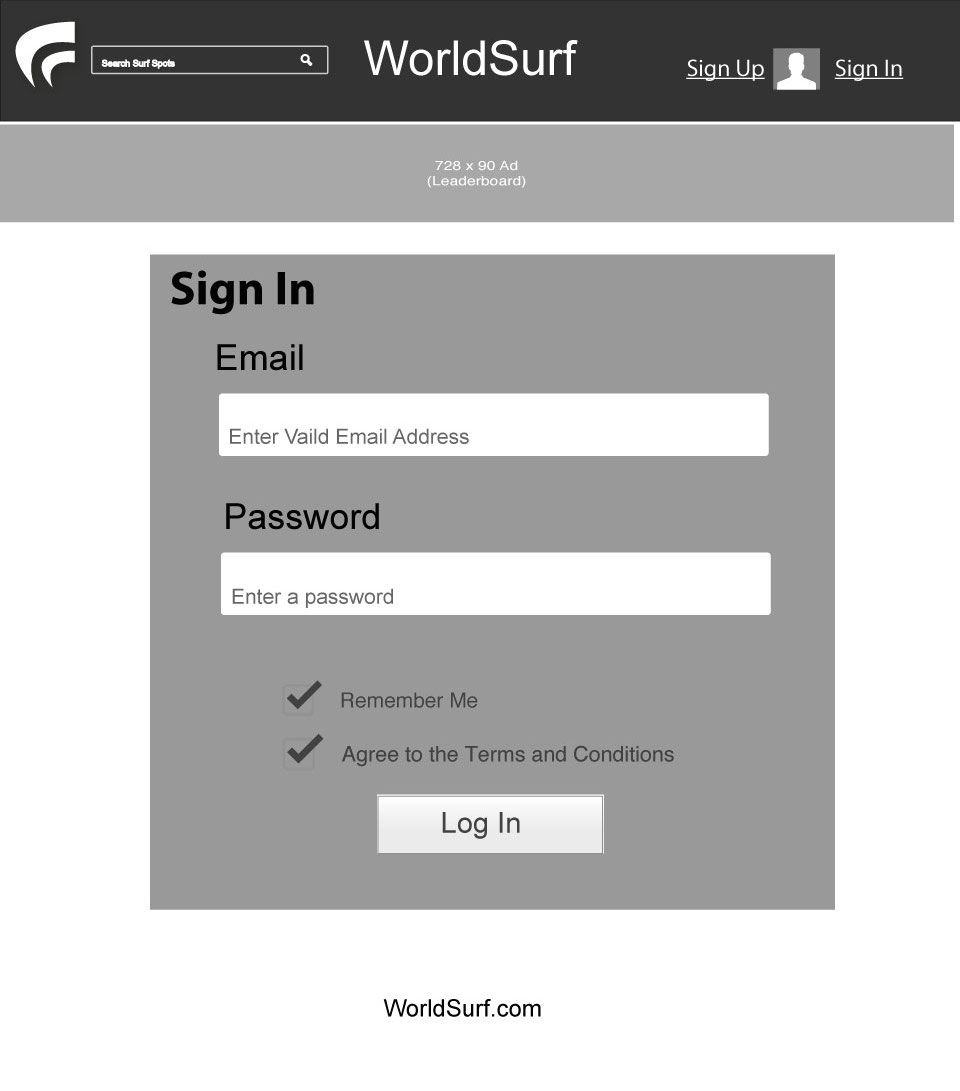 Search Surf Spots
WorldSurf
Sign Up
Sign In
728 x 90 Ad
(Leaderboard)
Sign In
Email
Enter Vaild Email Address
Password
Enter a password
Remember Me
Agree to the Terms and Conditions
Log In
WorldSurf.com